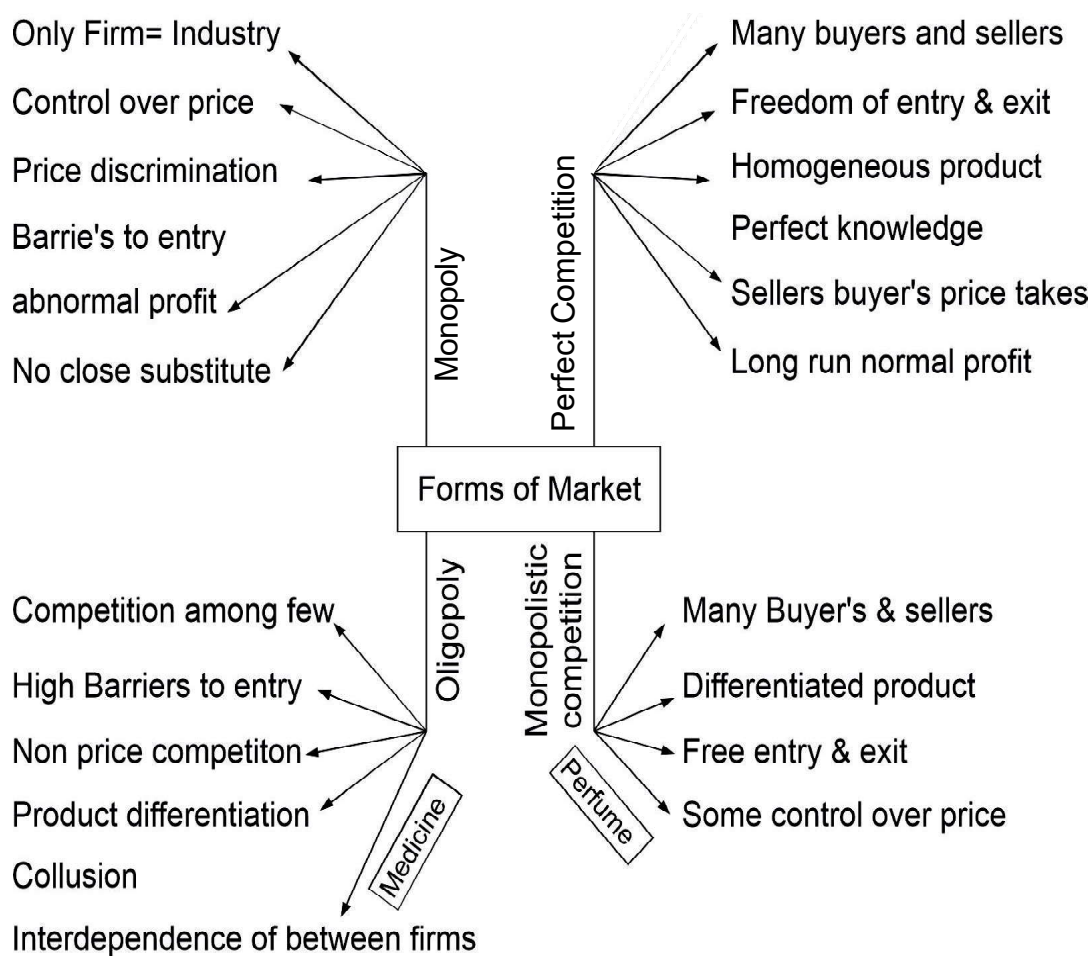 Only Firm= Industry
Control over price
Price discrimination
Barrie's to entry
abnormal profit
No close substitute
Monopoly
Perfect Competition
Many buyers and sellers
Freedom of entry & exit
Homogeneous product
Perfect knowledge
Sellers buyer's price takes
Long run normal profit
Forms of Market
Competition among few
High Barriers to entry
Non price competiton
Product differentiation
Collusion
Interdependence of between firms
Oligopoly
Medicine
Monopolistic
competition
Perfume
Many Buyer's & sellers
Differentiated product
Free entry & exit
Some control over price